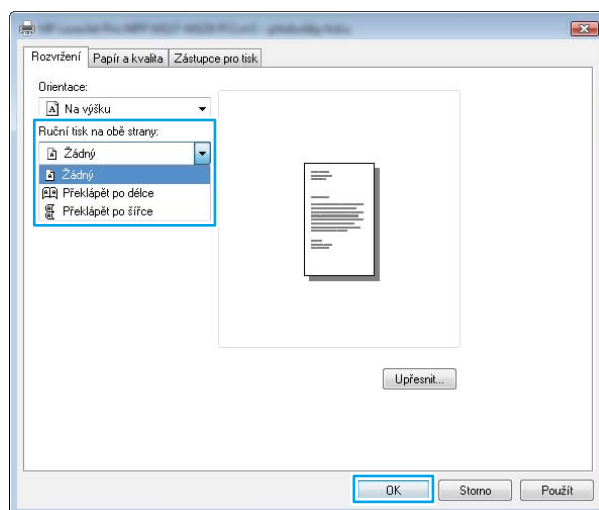 Rozvržení Papír a kvalita Zástupce pro tisk
Orientace:
Na výšku
Ruční tisk na obě strany:
Žádný
Žádný
Překlápět po délce
Překlápět po šířce
Upřesnit...
OK Storno Použít